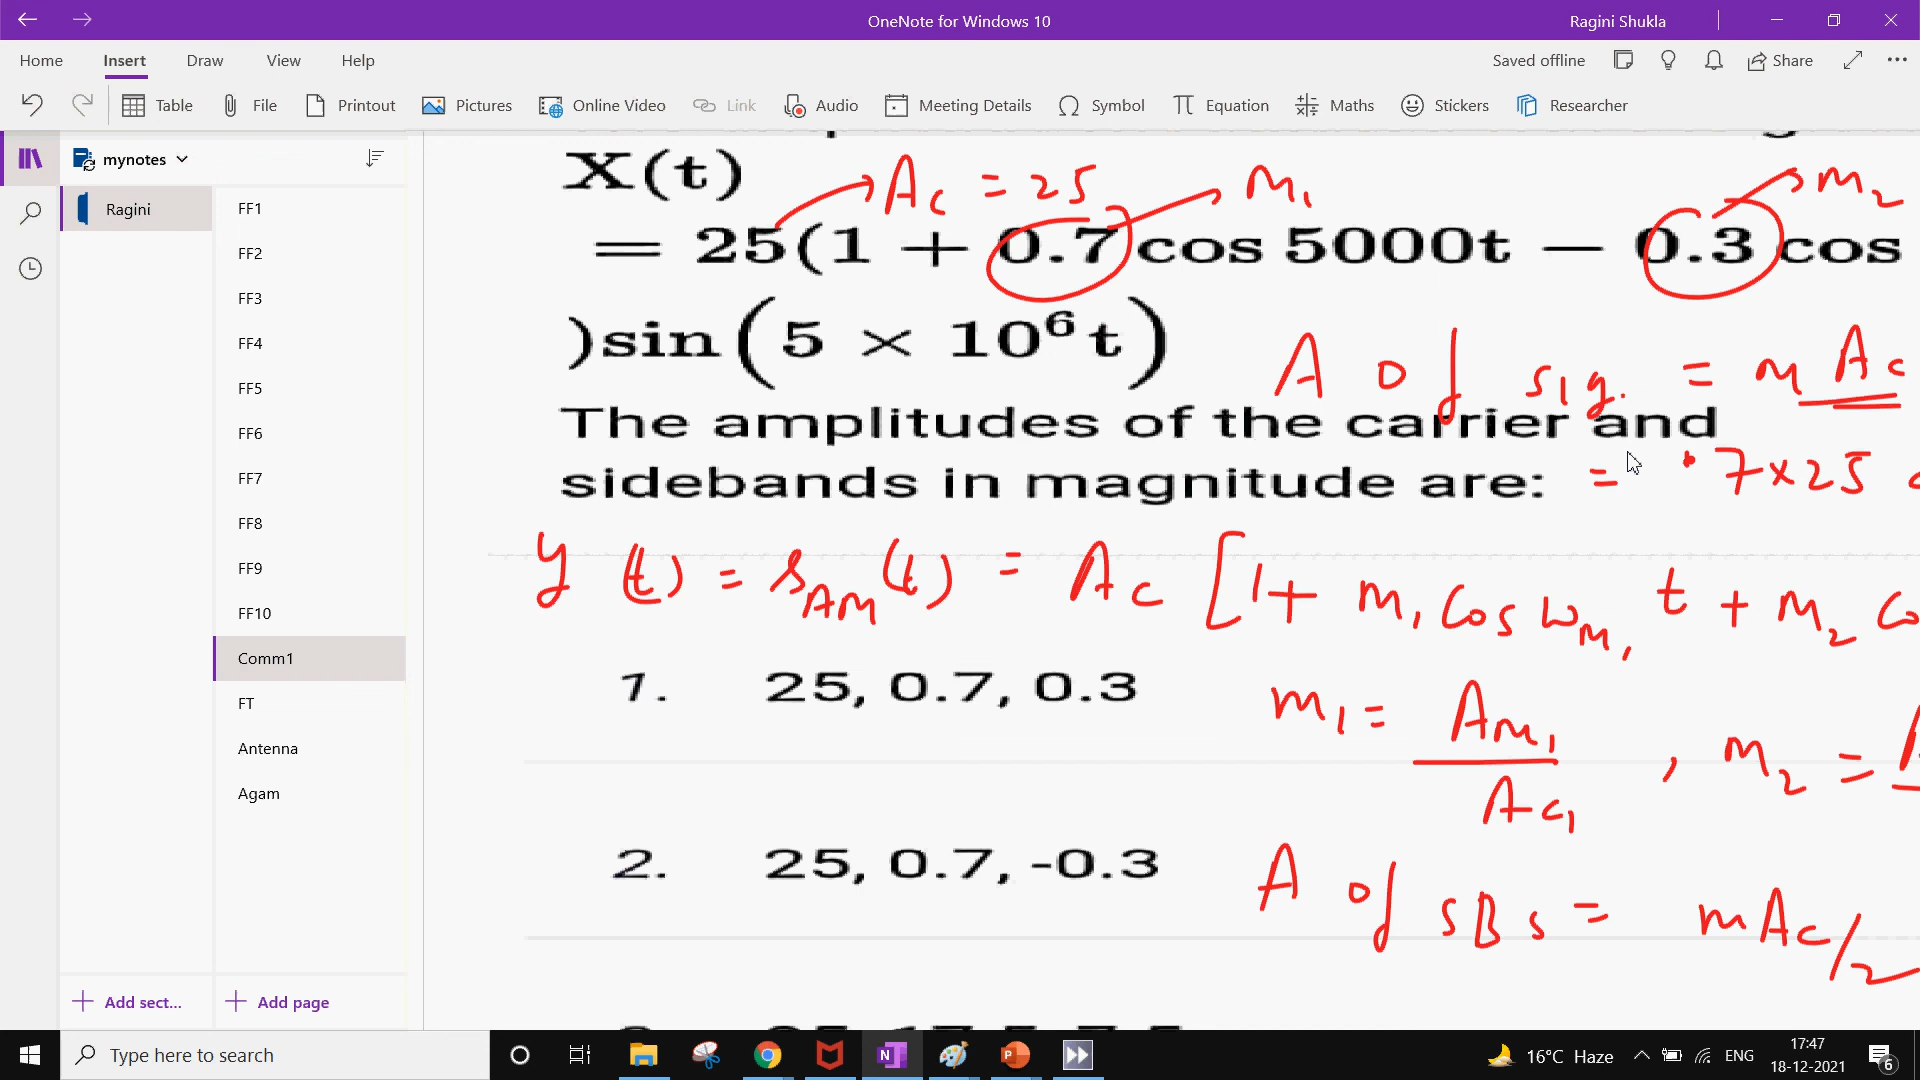 OneNote for Windows 10
Ragini Shukla
Home Insert Draw View Help
Saved offline Share
Table File Printout Pictures Online Video Link Audio Meeting Details Symbol Equation Maths Stickers Researcher
mynotes
Ragini
FF1
FF2
FF3
FF4
FF5
FF6
FF7
FF8
FF9
FF10
Comm1
FT
Antenna
Agam
Add sect...
Add page
X(t) Ac = 25 m₁ m₂
= 25(1 + 0.7 cos 5000t − 0.3 cos
)sin(5 × 10⁶t)
A of sig. = m Ac
The amplitudes of the carrier and
sidebands in magnitude are: = .7×25
y(t) = s_AM(t) = Ac [1 + m₁ cos ω_m₁ t + m₂ co
1. 25, 0.7, 0.3
m₁ = Am₁ / Ac₁ , m₂ =
2. 25, 0.7, -0.3
A of SBs = mAc/2
Type here to search
16°C Haze
ENG
17:47
18-12-2021
6